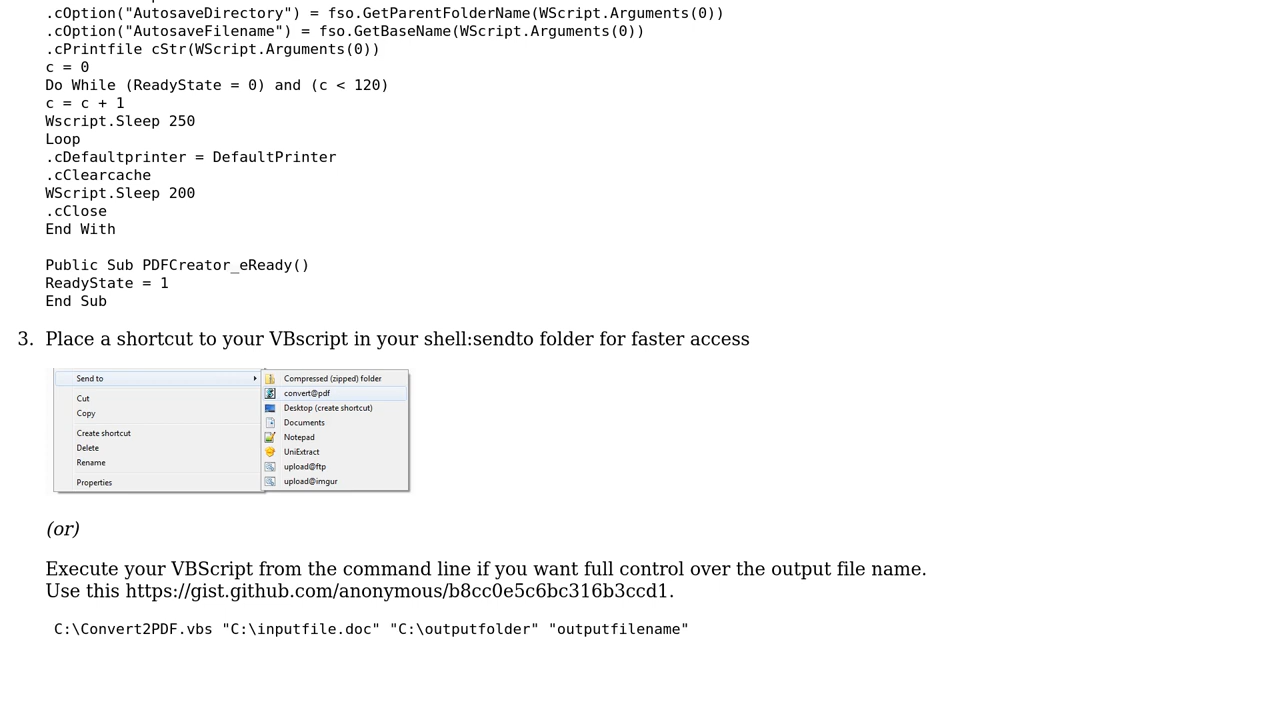 .cOption("AutosaveDirectory") = fso.GetParentFolderName(WScript.Arguments(0))
.cOption("AutosaveFilename") = fso.GetBaseName(WScript.Arguments(0))
.cPrintfile cStr(WScript.Arguments(0))
c = 0
Do While (ReadyState = 0) and (c < 120)
c = c + 1
Wscript.Sleep 250
Loop
.cDefaultprinter = DefaultPrinter
.cClearcache
WScript.Sleep 200
.cClose
End With
Public Sub PDFCreator_eReady()
ReadyState = 1
End Sub
3. Place a shortcut to your VBscript in your shell:sendto folder for faster access
Send to
Cut
Copy
Create shortcut
Delete
Rename
Properties
Compressed (zipped) folder
convert@pdf
Desktop (create shortcut)
Documents
Notepad
UniExtract
upload@ftp
upload@imgur
(or)
Execute your VBScript from the command line if you want full control over the output file name.
Use this https://gist.github.com/anonymous/b8cc0e5c6bc316b3ccd1.
C:\Convert2PDF.vbs "C:\inputfile.doc" "C:\outputfolder" "outputfilename"